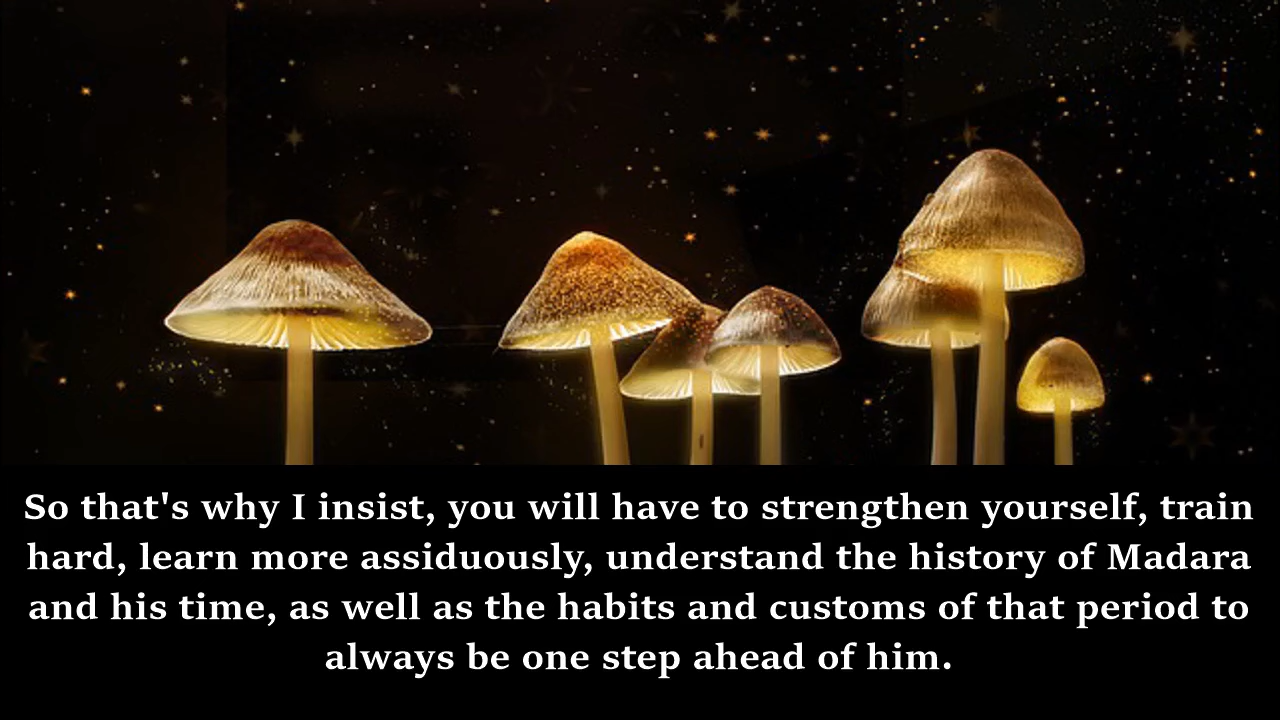 So that's why I insist, you will have to strengthen yourself, train
hard, learn more assiduously, understand the history of Madara
and his time, as well as the habits and customs of that period to
always be one step ahead of him.